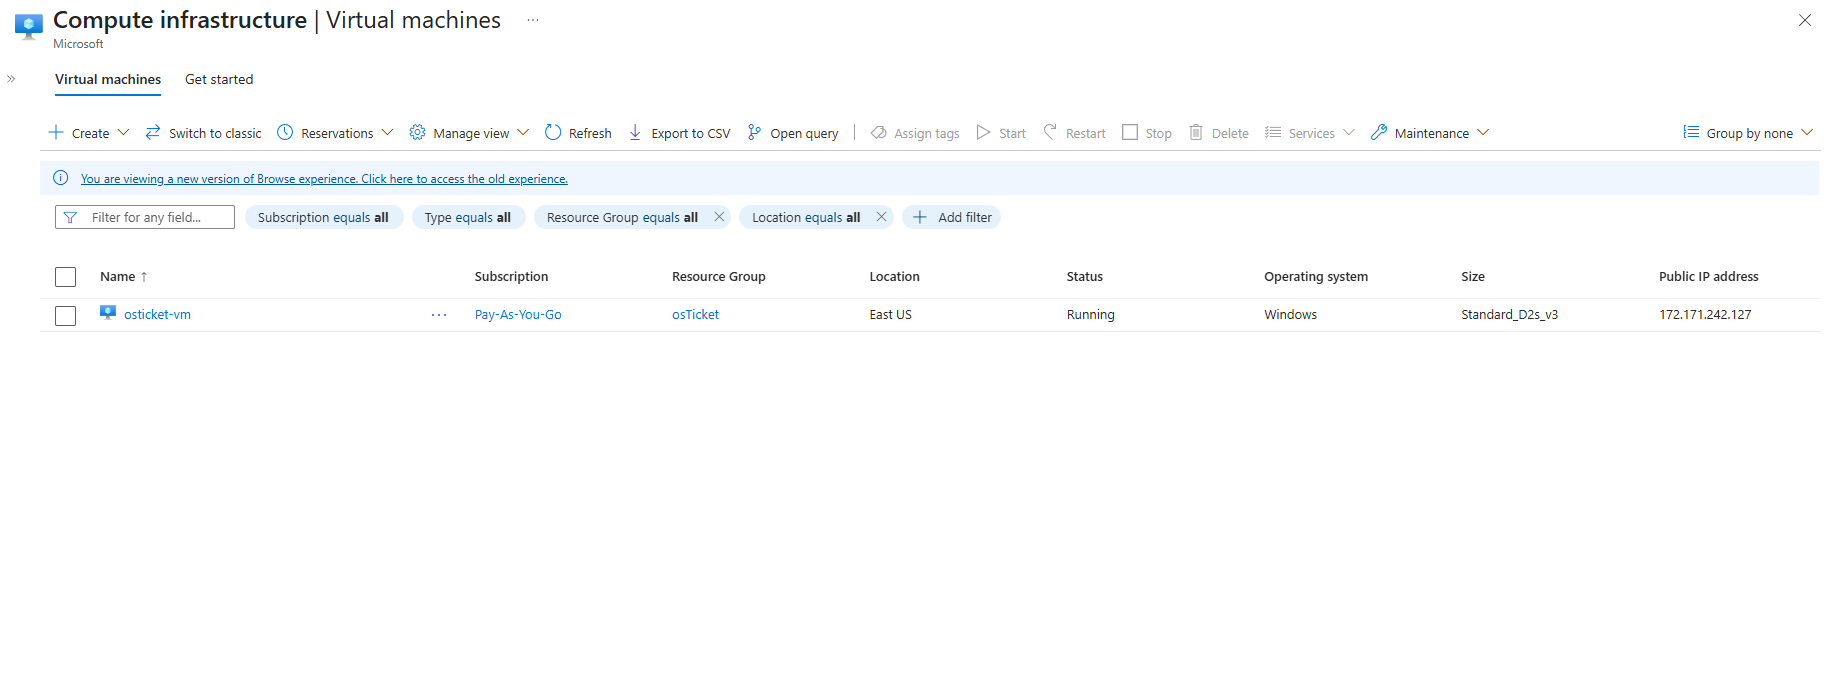 Compute infrastructure | Virtual machines ...
Microsoft
Virtual machines Get started
Create Switch to classic Reservations Manage view Refresh Export to CSV Open query | Assign tags Start Restart Stop Delete Services Maintenance Group by none
You are viewing a new version of Browse experience. Click here to access the old experience.
Filter for any field... Subscription equals all Type equals all Resource Group equals all Location equals all Add filter
Name ↑ Subscription Resource Group Location Status Operating system Size Public IP address
osticket-vm ... Pay-As-You-Go osTicket East US Running Windows Standard_D2s_v3 172.171.242.127